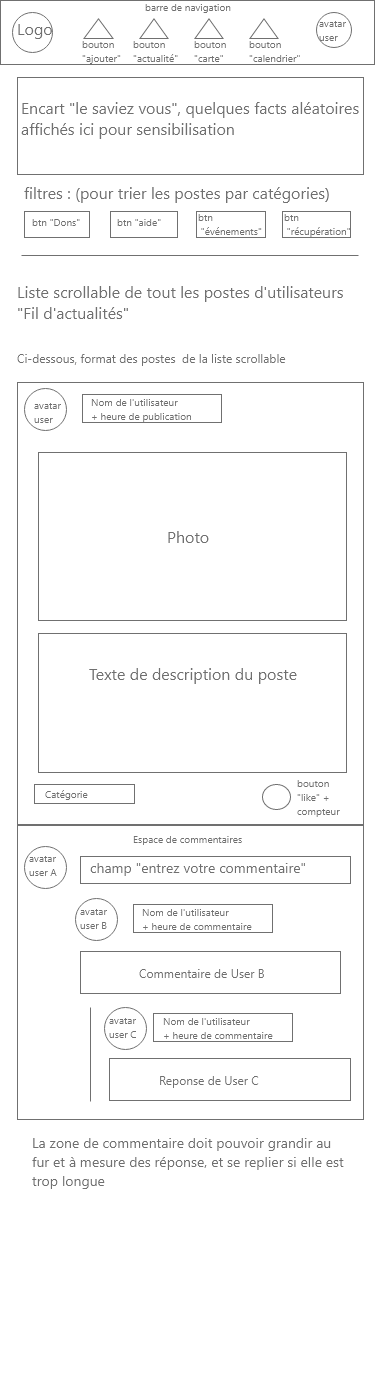 barre de navigation
Logo
avatar
user
bouton
"ajouter"
bouton
"actualité"
bouton
"carte"
bouton
"calendrier"
Encart "le saviez vous", quelques facts aléatoires
affichés ici pour sensibilisation
filtres : (pour trier les postes par catégories)
btn "Dons"
btn "aide"
btn
"événements"
btn
"récupération"
Liste scrollable de tout les postes d'utilisateurs
"Fil d'actualités"
Ci-dessous, format des postes de la liste scrollable
avatar
user
Nom de l'utilisateur
+ heure de publication
Photo
Texte de description du poste
Catégorie
bouton
"like" +
compteur
Espace de commentaires
avatar
user A
champ "entrez votre commentaire"
avatar
user B
Nom de l'utilisateur
+ heure de commentaire
Commentaire de User B
avatar
user C
Nom de l'utilisateur
+ heure de commentaire
Reponse de User C
La zone de commentaire doit pouvoir grandir au
fur et à mesure des réponse, et se replier si elle est
trop longue